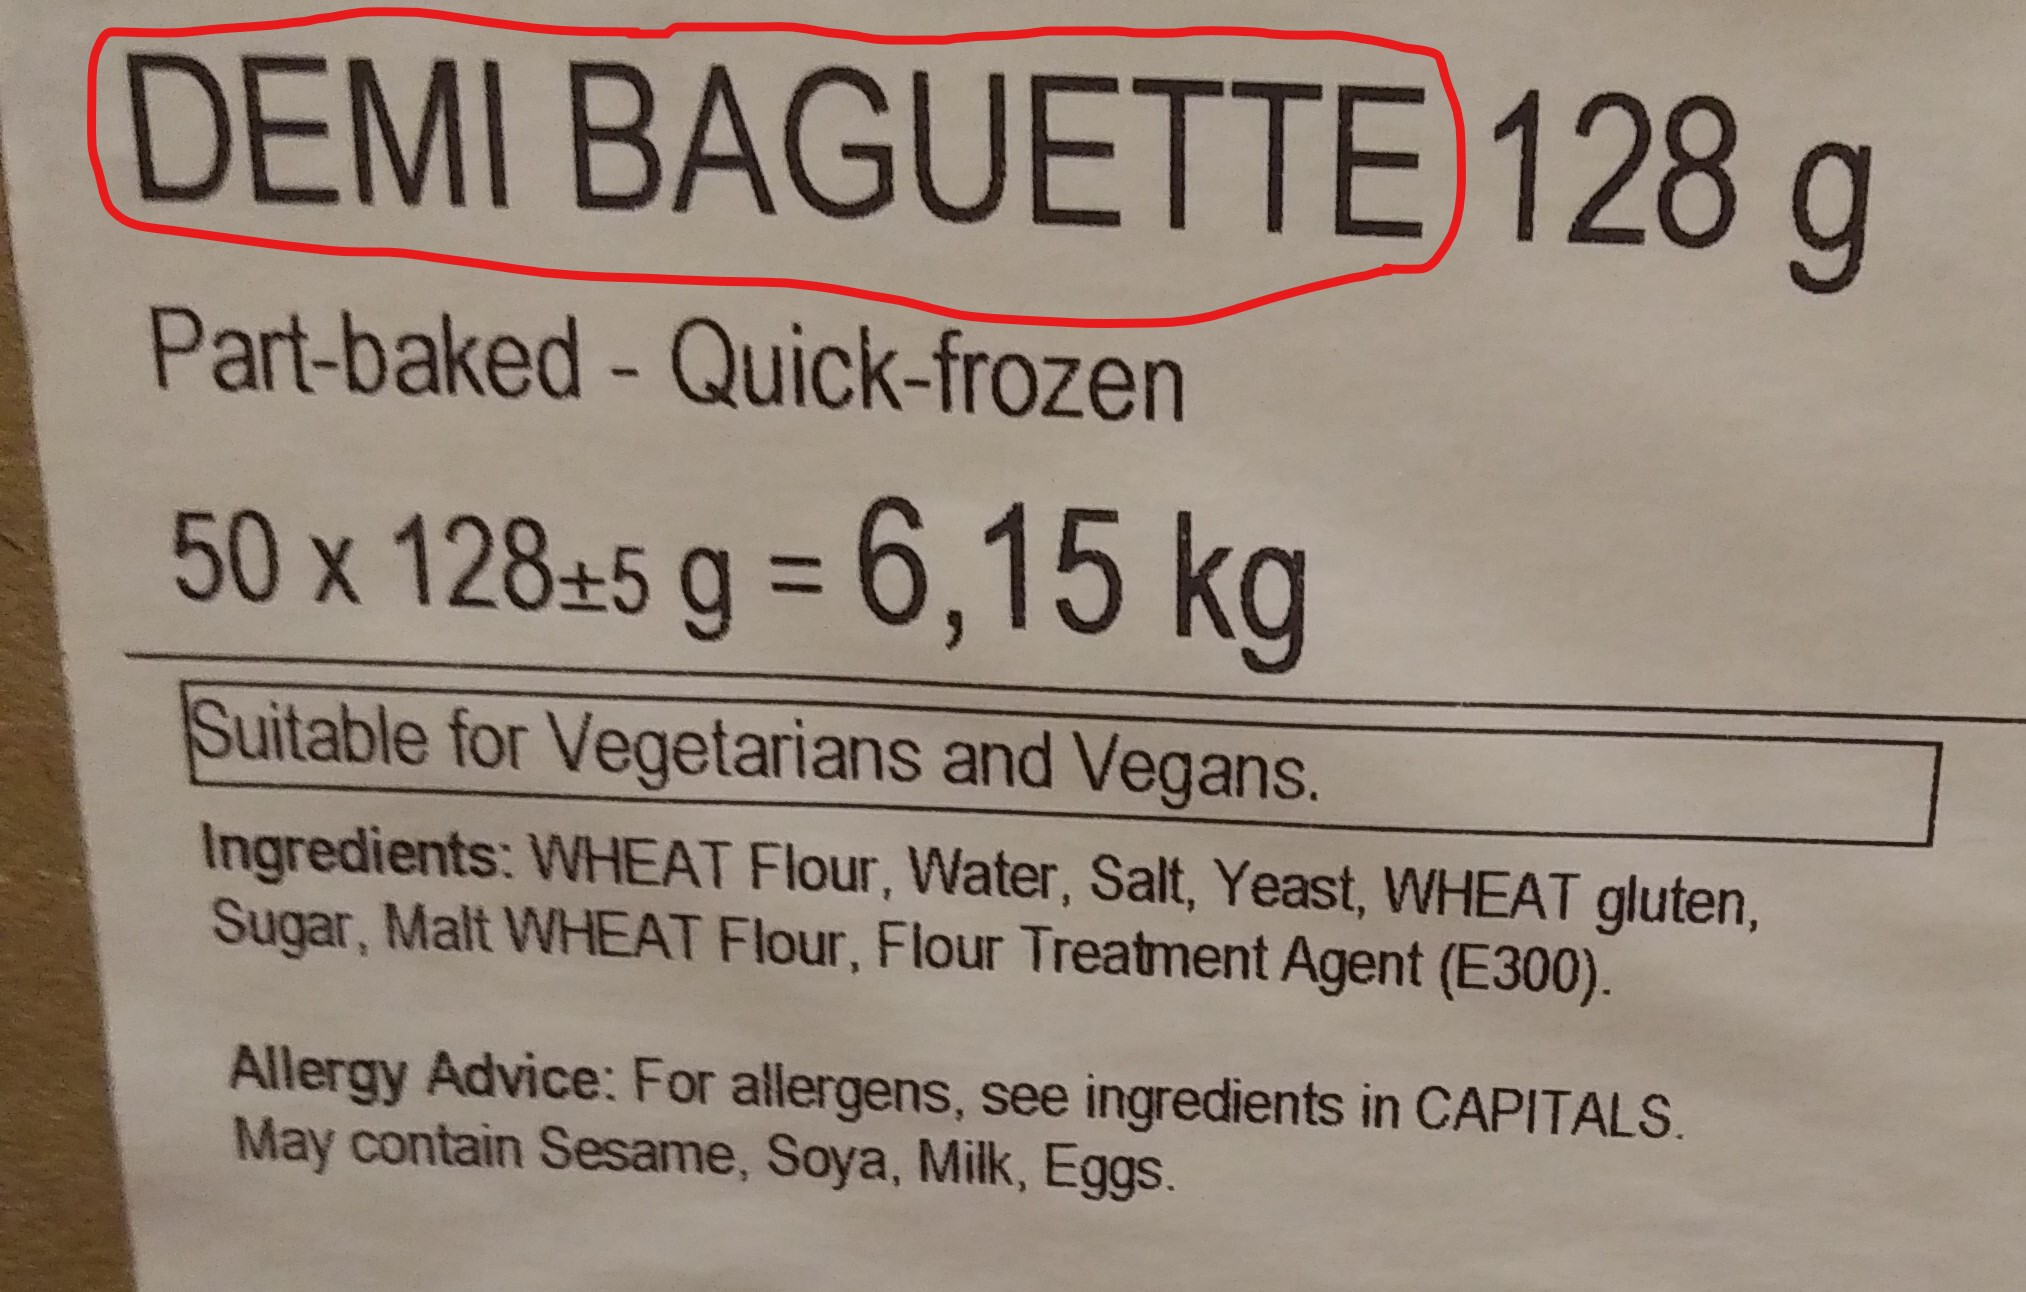 DEMI BAGUETTE 128 g
Part-baked - Quick-frozen
50 x 128±5 g = 6,15 kg
Suitable for Vegetarians and Vegans.
Ingredients: WHEAT Flour, Water, Salt, Yeast, WHEAT gluten,
Sugar, Malt WHEAT Flour, Flour Treatment Agent (E300).
Allergy Advice: For allergens, see ingredients in CAPITALS.
May contain Sesame, Soya, Milk, Eggs.